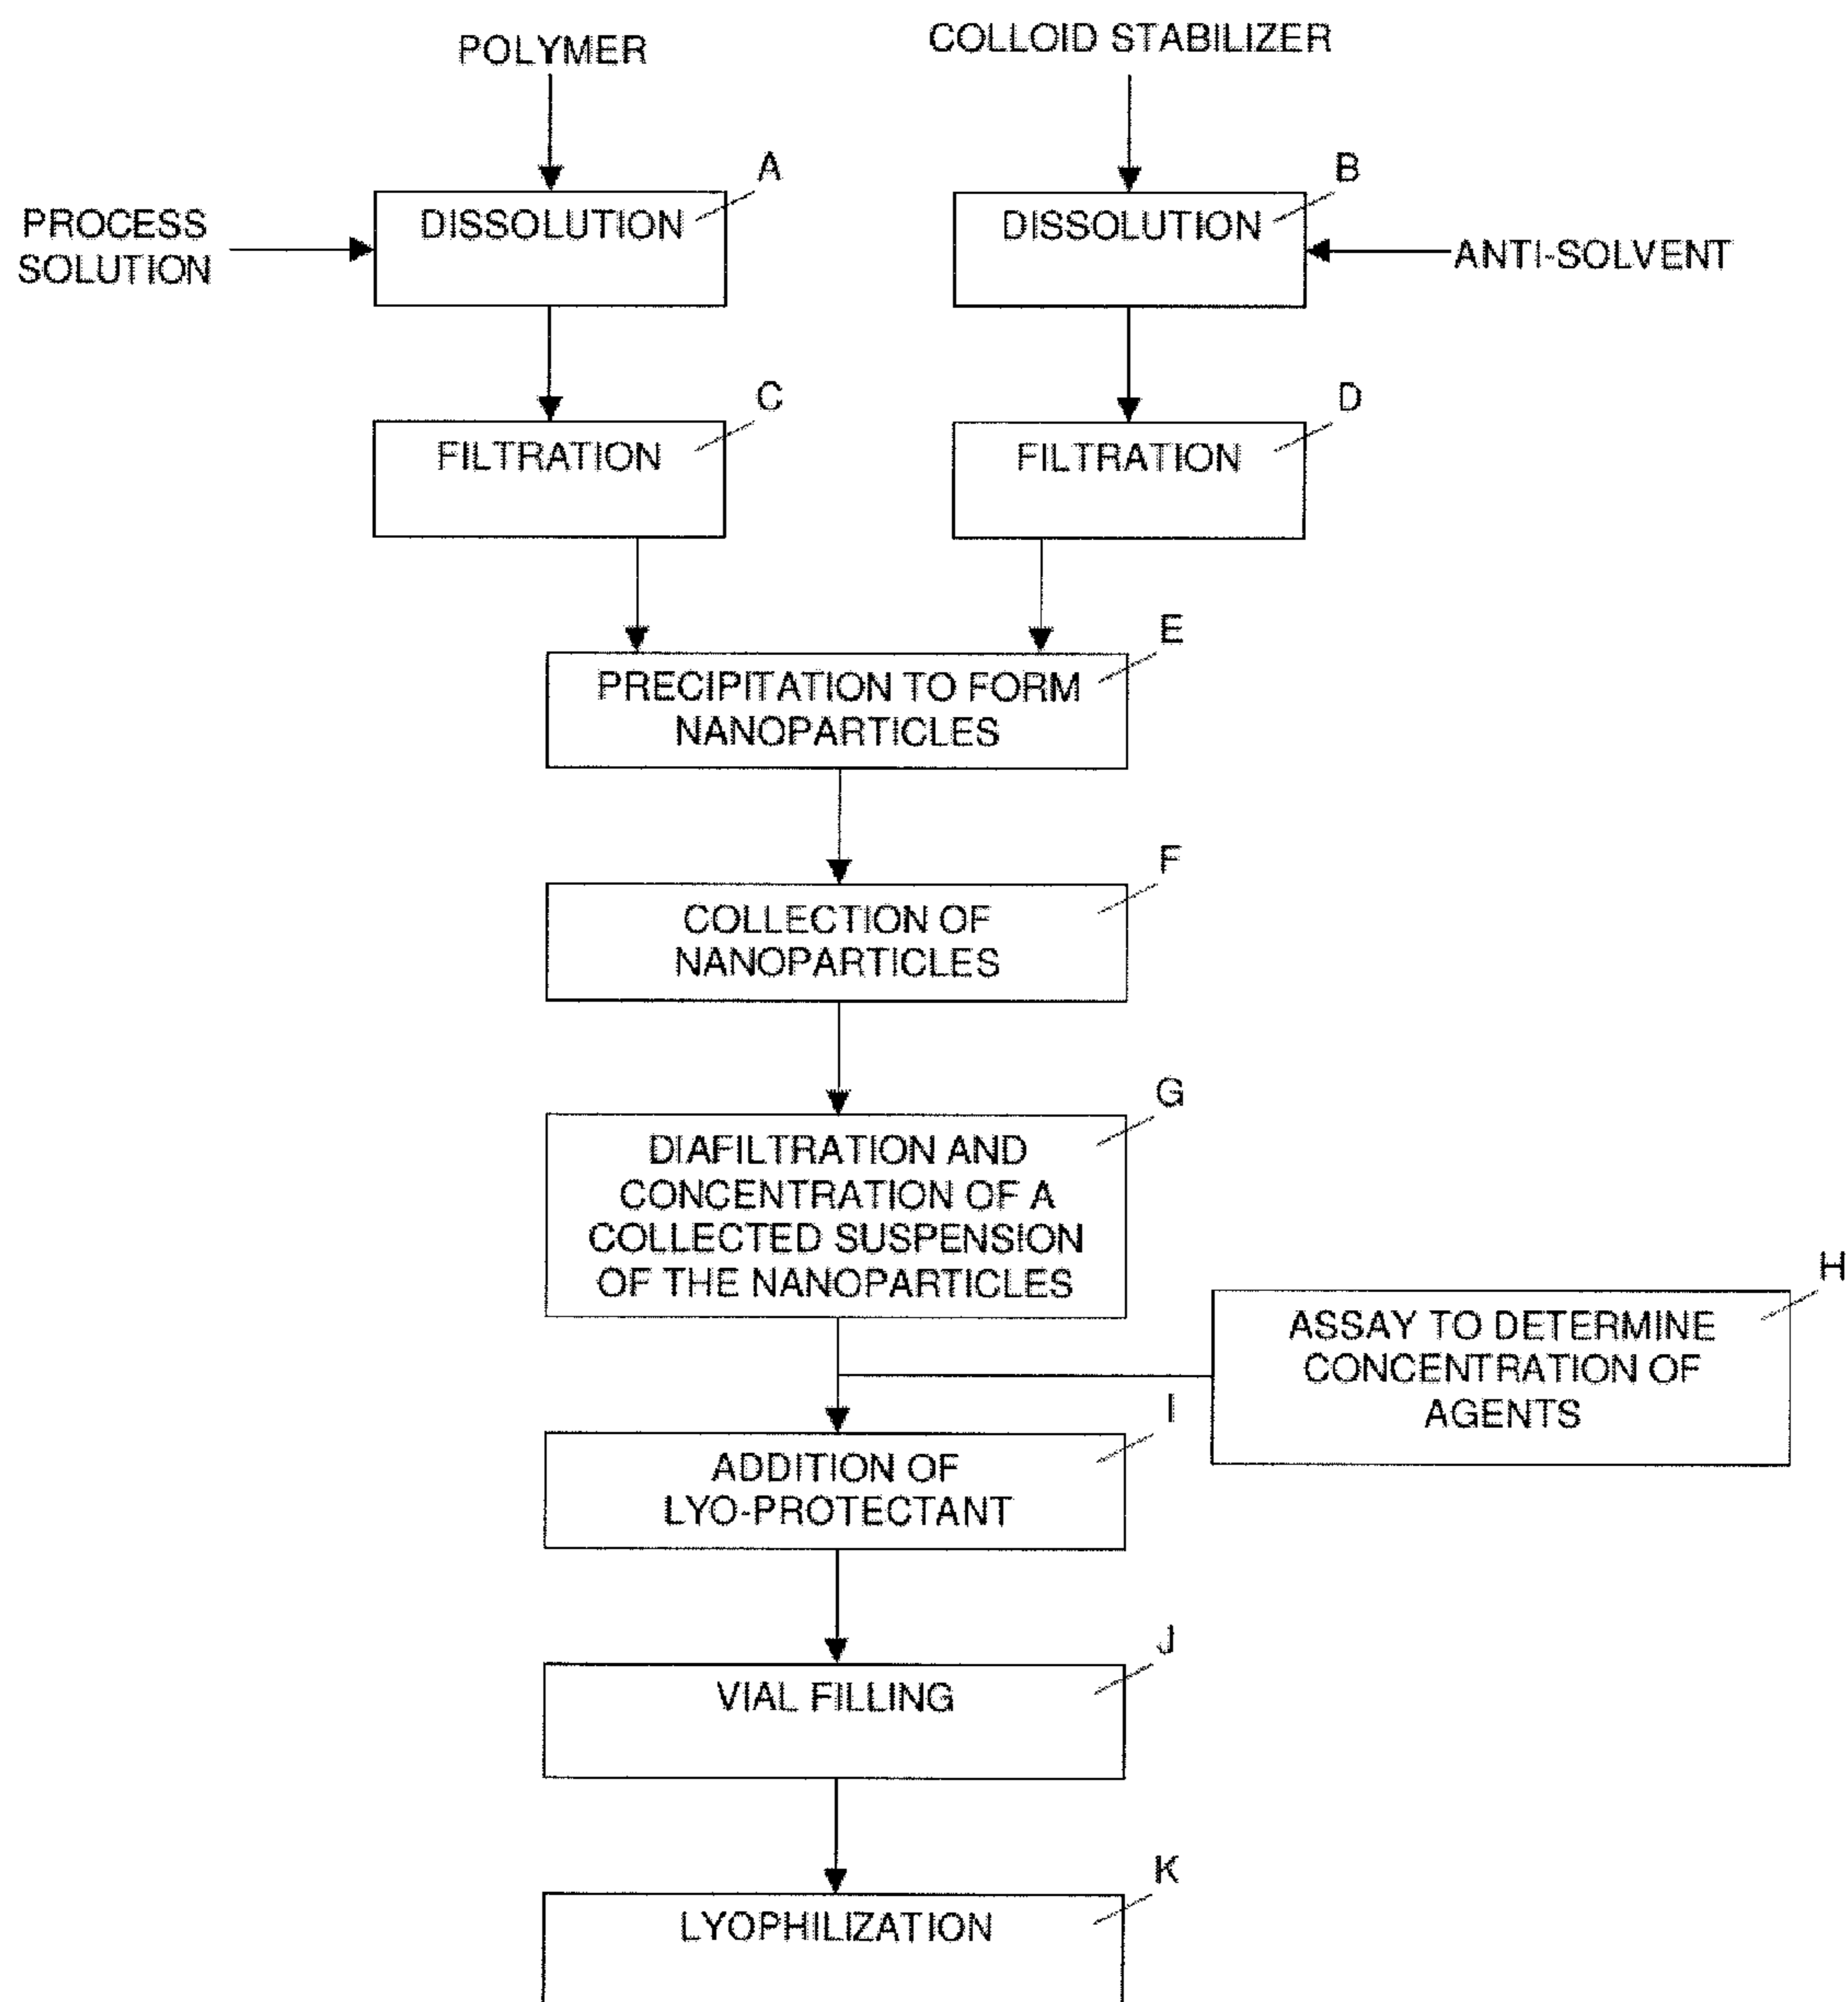 POLYMER
COLLOID STABILIZER
A
B
PROCESS
SOLUTION
DISSOLUTION
DISSOLUTION
ANTI-SOLVENT
C
D
FILTRATION
FILTRATION
E
PRECIPITATION TO FORM
NANOPARTICLES
F
COLLECTION OF
NANOPARTICLES
G
DIAFILTRATION AND
CONCENTRATION OF A
COLLECTED SUSPENSION
OF THE NANOPARTICLES
H
ASSAY TO DETERMINE
CONCENTRATION OF
AGENTS
I
ADDITION OF
LYO-PROTECTANT
J
VIAL FILLING
K
LYOPHILIZATION